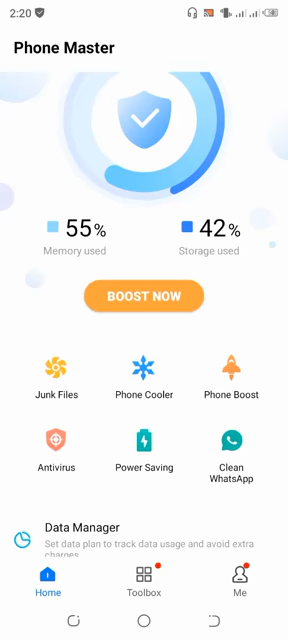 2:20
Phone Master
55%
42%
Memory used
Storage used
BOOST NOW
Junk Files
Phone Cooler
Phone Boost
Antivirus
Power Saving
Clean
WhatsApp
Data Manager
Set data plan to track data usage and avoid extra
charges
Home
Toolbox
Me